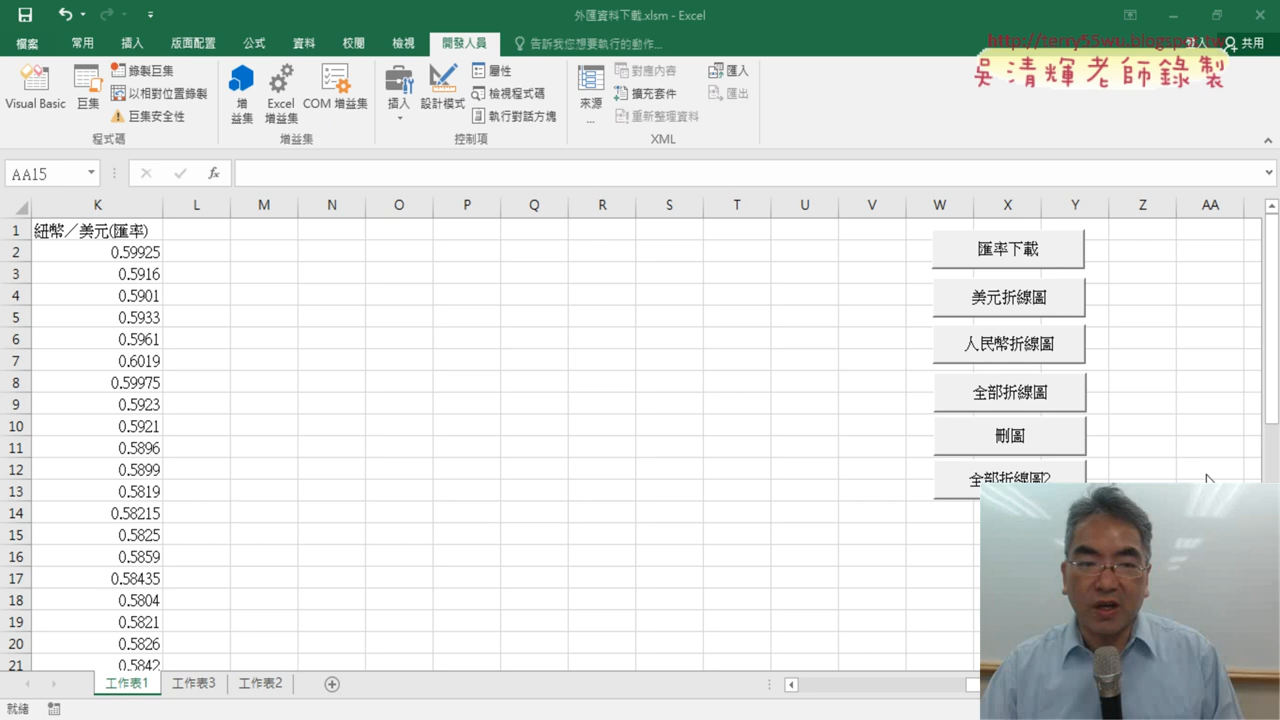 外匯資料下載.xlsm - Excel
檔案 常用 插入 版面配置 公式 資料 校閱 檢視 開發人員 告訴我您想要執行的動作... 登入 共用
http://terry55wu.blogspot.tw
吳清輝老師錄製
Visual Basic 巨集 錄製巨集 以相對位置錄製 巨集安全性
程式碼
增益集 Excel 增益集 COM 增益集
增益集
插入 設計模式 屬性 檢視程式碼 執行對話方塊
控制項
來源... 對應內容 擴充套件 重新整理資料 匯入 匯出
XML
AA15 fx
K L M N O P Q R S T U V W X Y Z AA
1 紐幣／美元(匯率)
2 0.59925
3 0.5916
4 0.5901
5 0.5933
6 0.5961
7 0.6019
8 0.59975
9 0.5923
10 0.5921
11 0.5896
12 0.5899
13 0.5819
14 0.58215
15 0.5825
16 0.5859
17 0.58435
18 0.5804
19 0.5821
20 0.5826
21 0.5842
匯率下載
美元折線圖
人民幣折線圖
全部折線圖
刪圖
全部折線圖2
工作表1 工作表3 工作表2
就緒